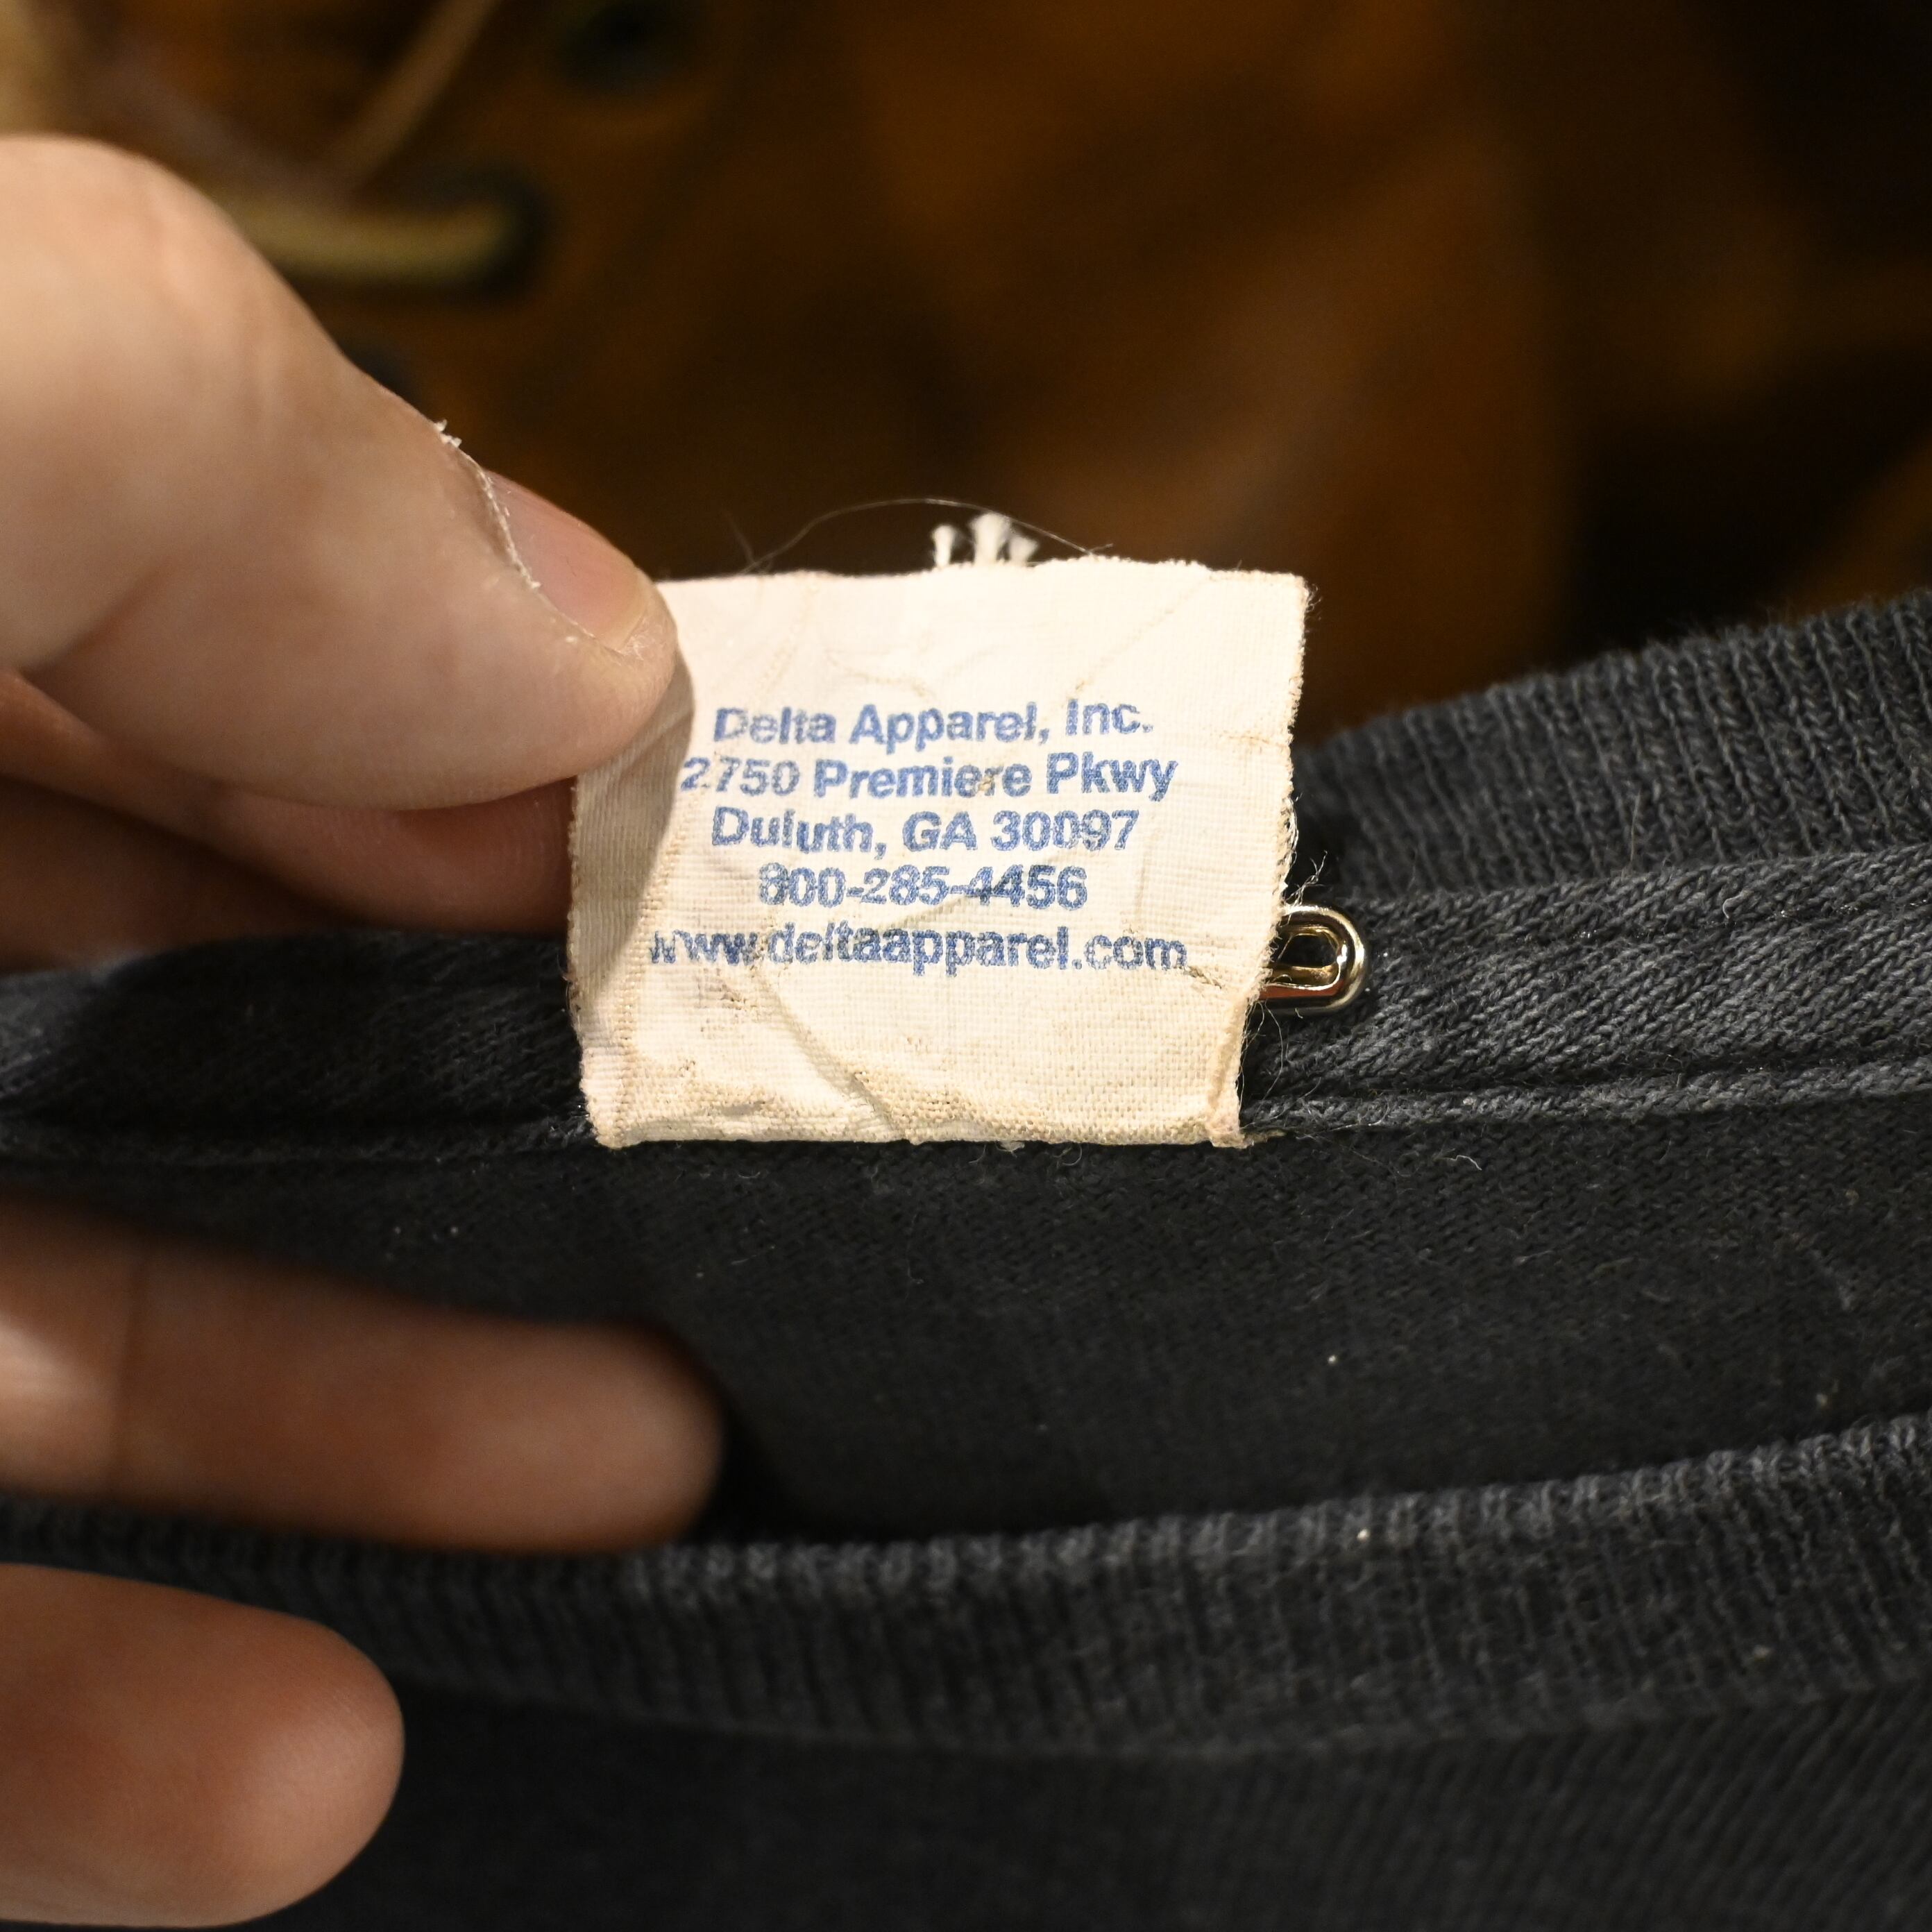 Delta Apparel, Inc.
2750 Premiere Pkwy
Duluth, GA 30097
800-285-4456
www.deltaapparel.com